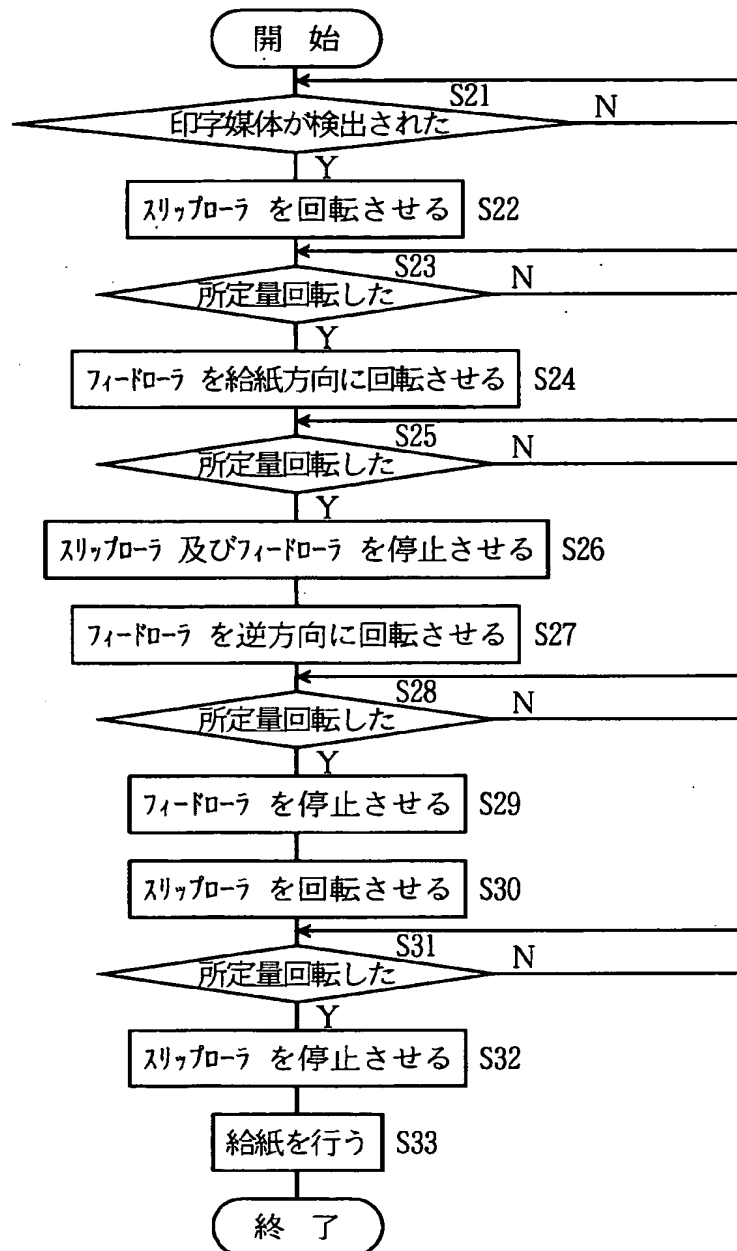 開 始
S21
印字媒体が検出された
N
Y
ｽﾘｯﾌﾟﾛｰﾗ を回転させる S22
S23
所定量回転した
N
Y
ﾌｨｰﾄﾞﾛｰﾗ を給紙方向に回転させる S24
S25
所定量回転した
N
Y
ｽﾘｯﾌﾟﾛｰﾗ 及びﾌｨｰﾄﾞﾛｰﾗ を停止させる S26
ﾌｨｰﾄﾞﾛｰﾗ を逆方向に回転させる S27
S28
所定量回転した
N
Y
ﾌｨｰﾄﾞﾛｰﾗ を停止させる S29
ｽﾘｯﾌﾟﾛｰﾗ を回転させる S30
S31
所定量回転した
N
Y
ｽﾘｯﾌﾟﾛｰﾗ を停止させる S32
給紙を行う S33
終 了